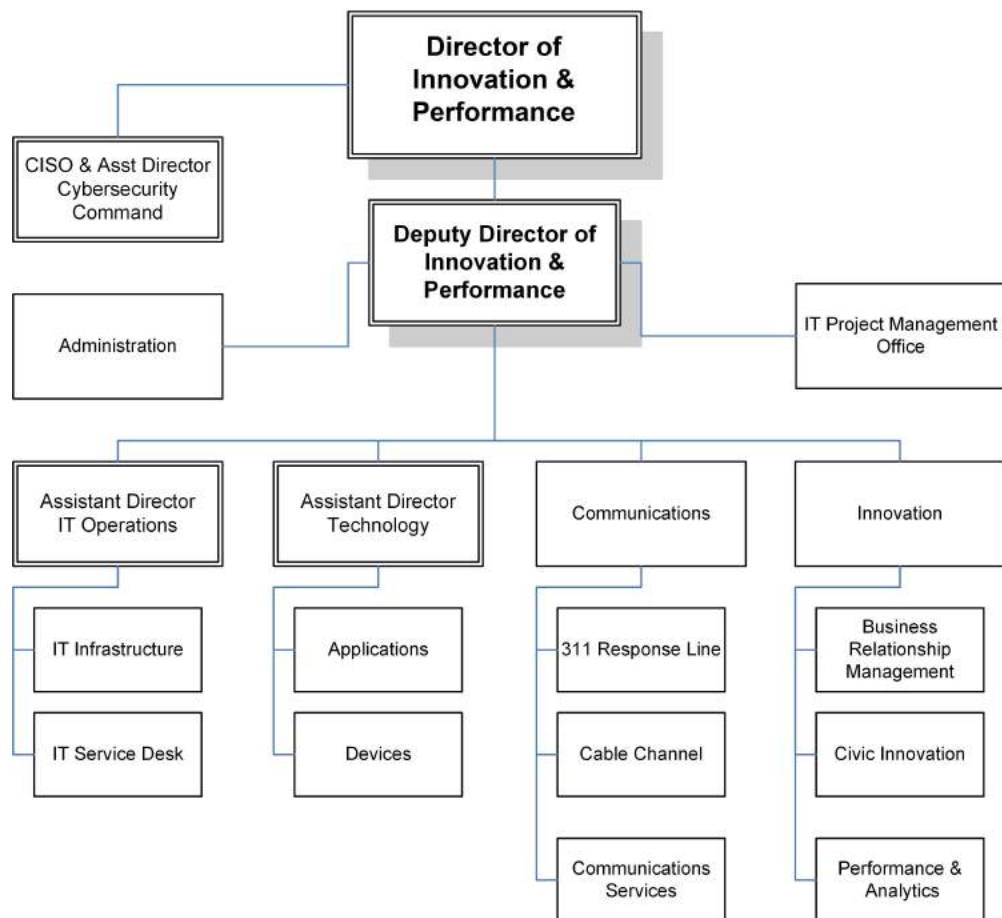 Director of
Innovation &
Performance
CISO & Asst Director
Cybersecurity
Command
Deputy Director of
Innovation &
Performance
Administration
IT Project Management
Office
Assistant Director
IT Operations
Assistant Director
Technology
Communications
Innovation
IT Infrastructure
Applications
311 Response Line
Business
Relationship
Management
IT Service Desk
Devices
Cable Channel
Civic Innovation
Communications
Services
Performance &
Analytics